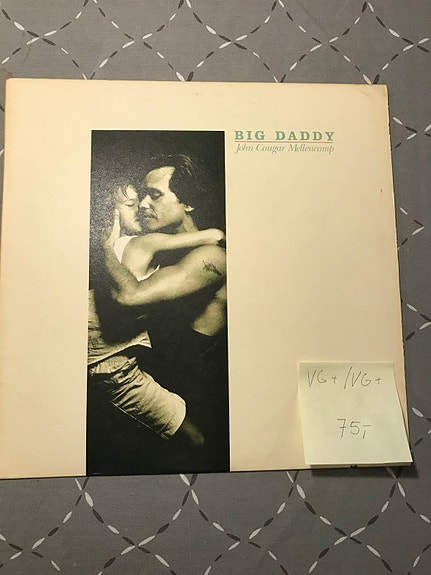 BIG DADDY
John Cougar Mellencamp
VG+/VG+
75,-